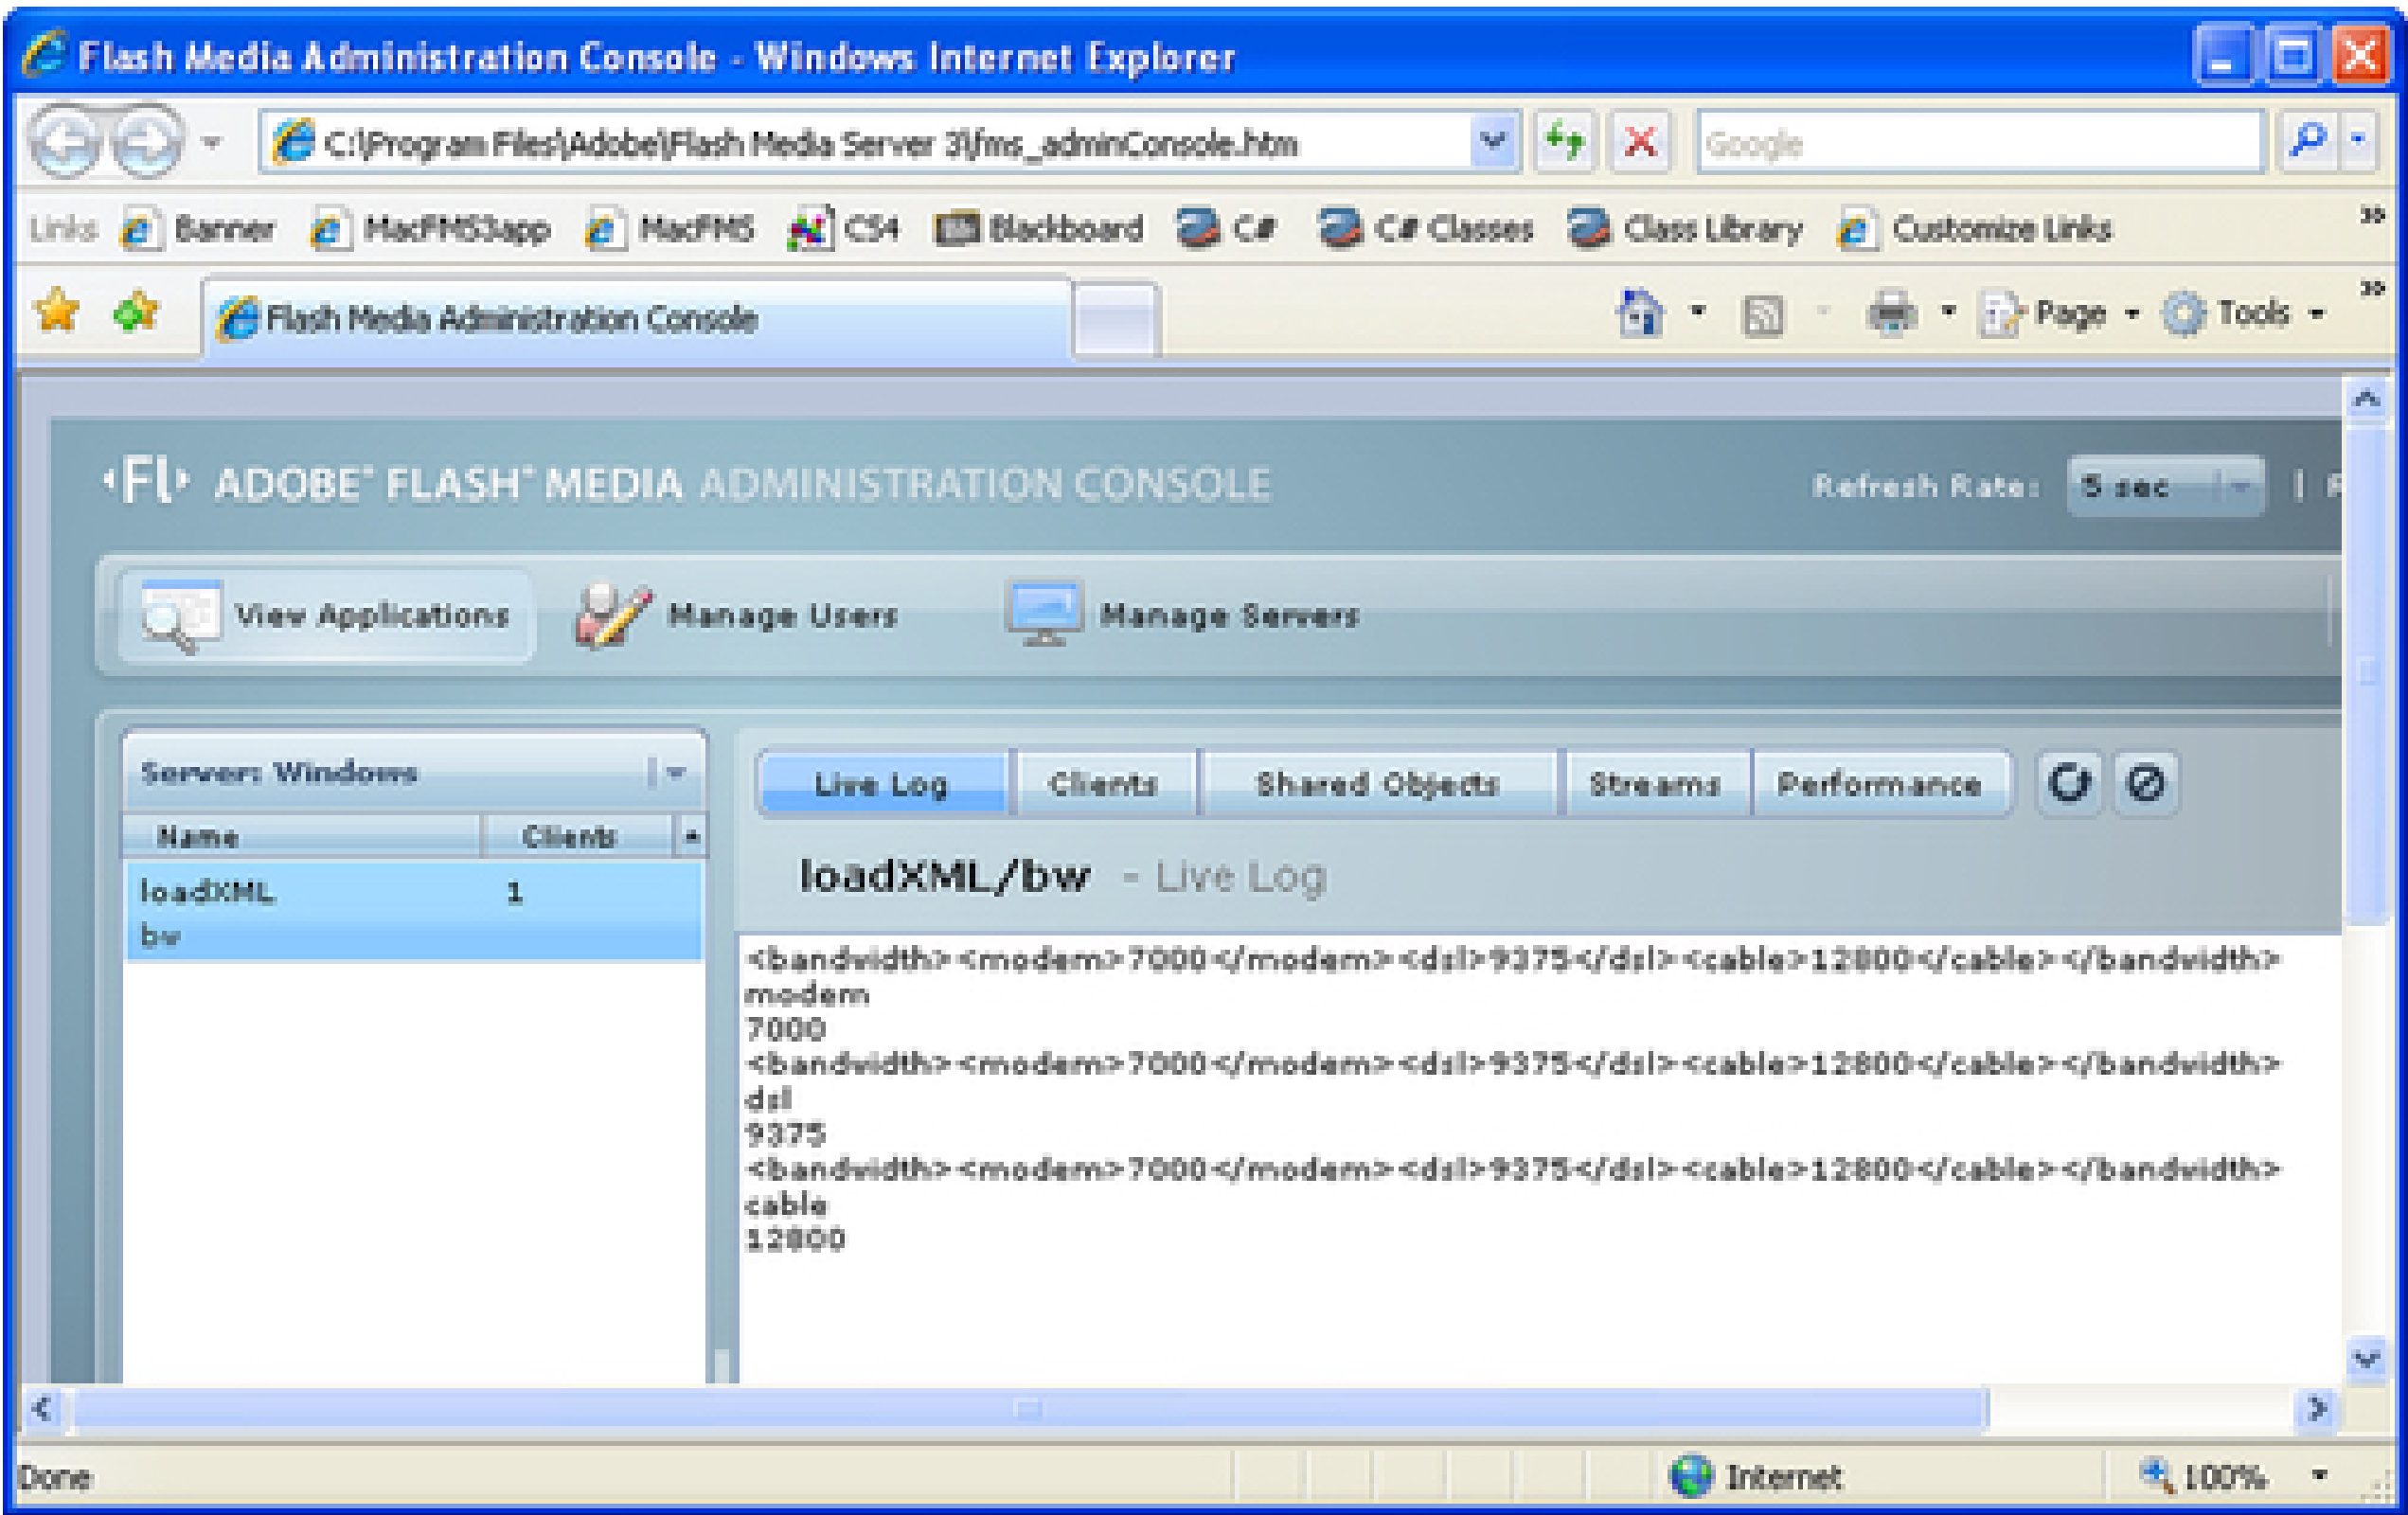 Flash Media Administration Console - Windows Internet Explorer
C:\Program Files\Adobe\Flash Media Server 3\fms_adminConsole.htm
Google
Links Banner MacFMS3app MacFMS CS4 Blackboard C# C# Classes Class Library Customize Links »
Flash Media Administration Console Page Tools »
Fl ADOBE® FLASH® MEDIA ADMINISTRATION CONSOLE Refresh Rate: 5 sec |
View Applications Manage Users Manage Servers
Server: Windows
Live Log Clients Shared Objects Streams Performance
Name Clients
loadXML/bw - Live Log
loadXML 1
bw
<bandwidth><modem>7000</modem><dsl>9375</dsl><cable>12800</cable></bandwidth>
modem
7000
<bandwidth><modem>7000</modem><dsl>9375</dsl><cable>12800</cable></bandwidth>
dsl
9375
<bandwidth><modem>7000</modem><dsl>9375</dsl><cable>12800</cable></bandwidth>
cable
12800
Done Internet 100%